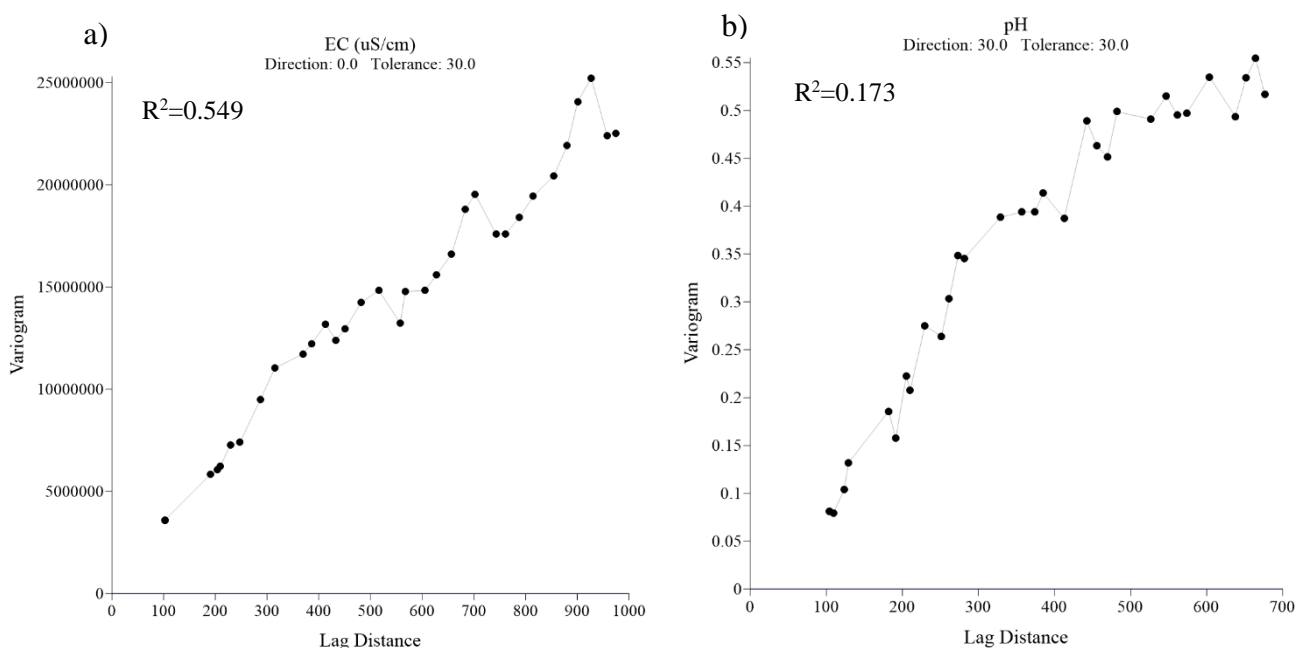 a)
EC (uS/cm)
Direction: 0.0 Tolerance: 30.0
R²=0.549
25000000
20000000
15000000
10000000
5000000
0
Variogram
0 100 200 300 400 500 600 700 800 900 1000
Lag Distance
b)
pH
Direction: 30.0 Tolerance: 30.0
R²=0.173
0.55
0.5
0.45
0.4
0.35
0.3
0.25
0.2
0.15
0.1
0.05
0
Variogram
0 100 200 300 400 500 600 700
Lag Distance